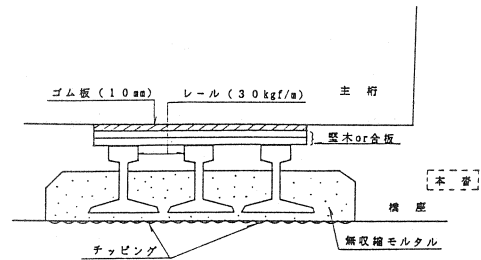 ゴム板(10mm)
レール(30kgf/m)
主桁
堅木or合板
本沓
橋座
無収縮モルタル
チッピング